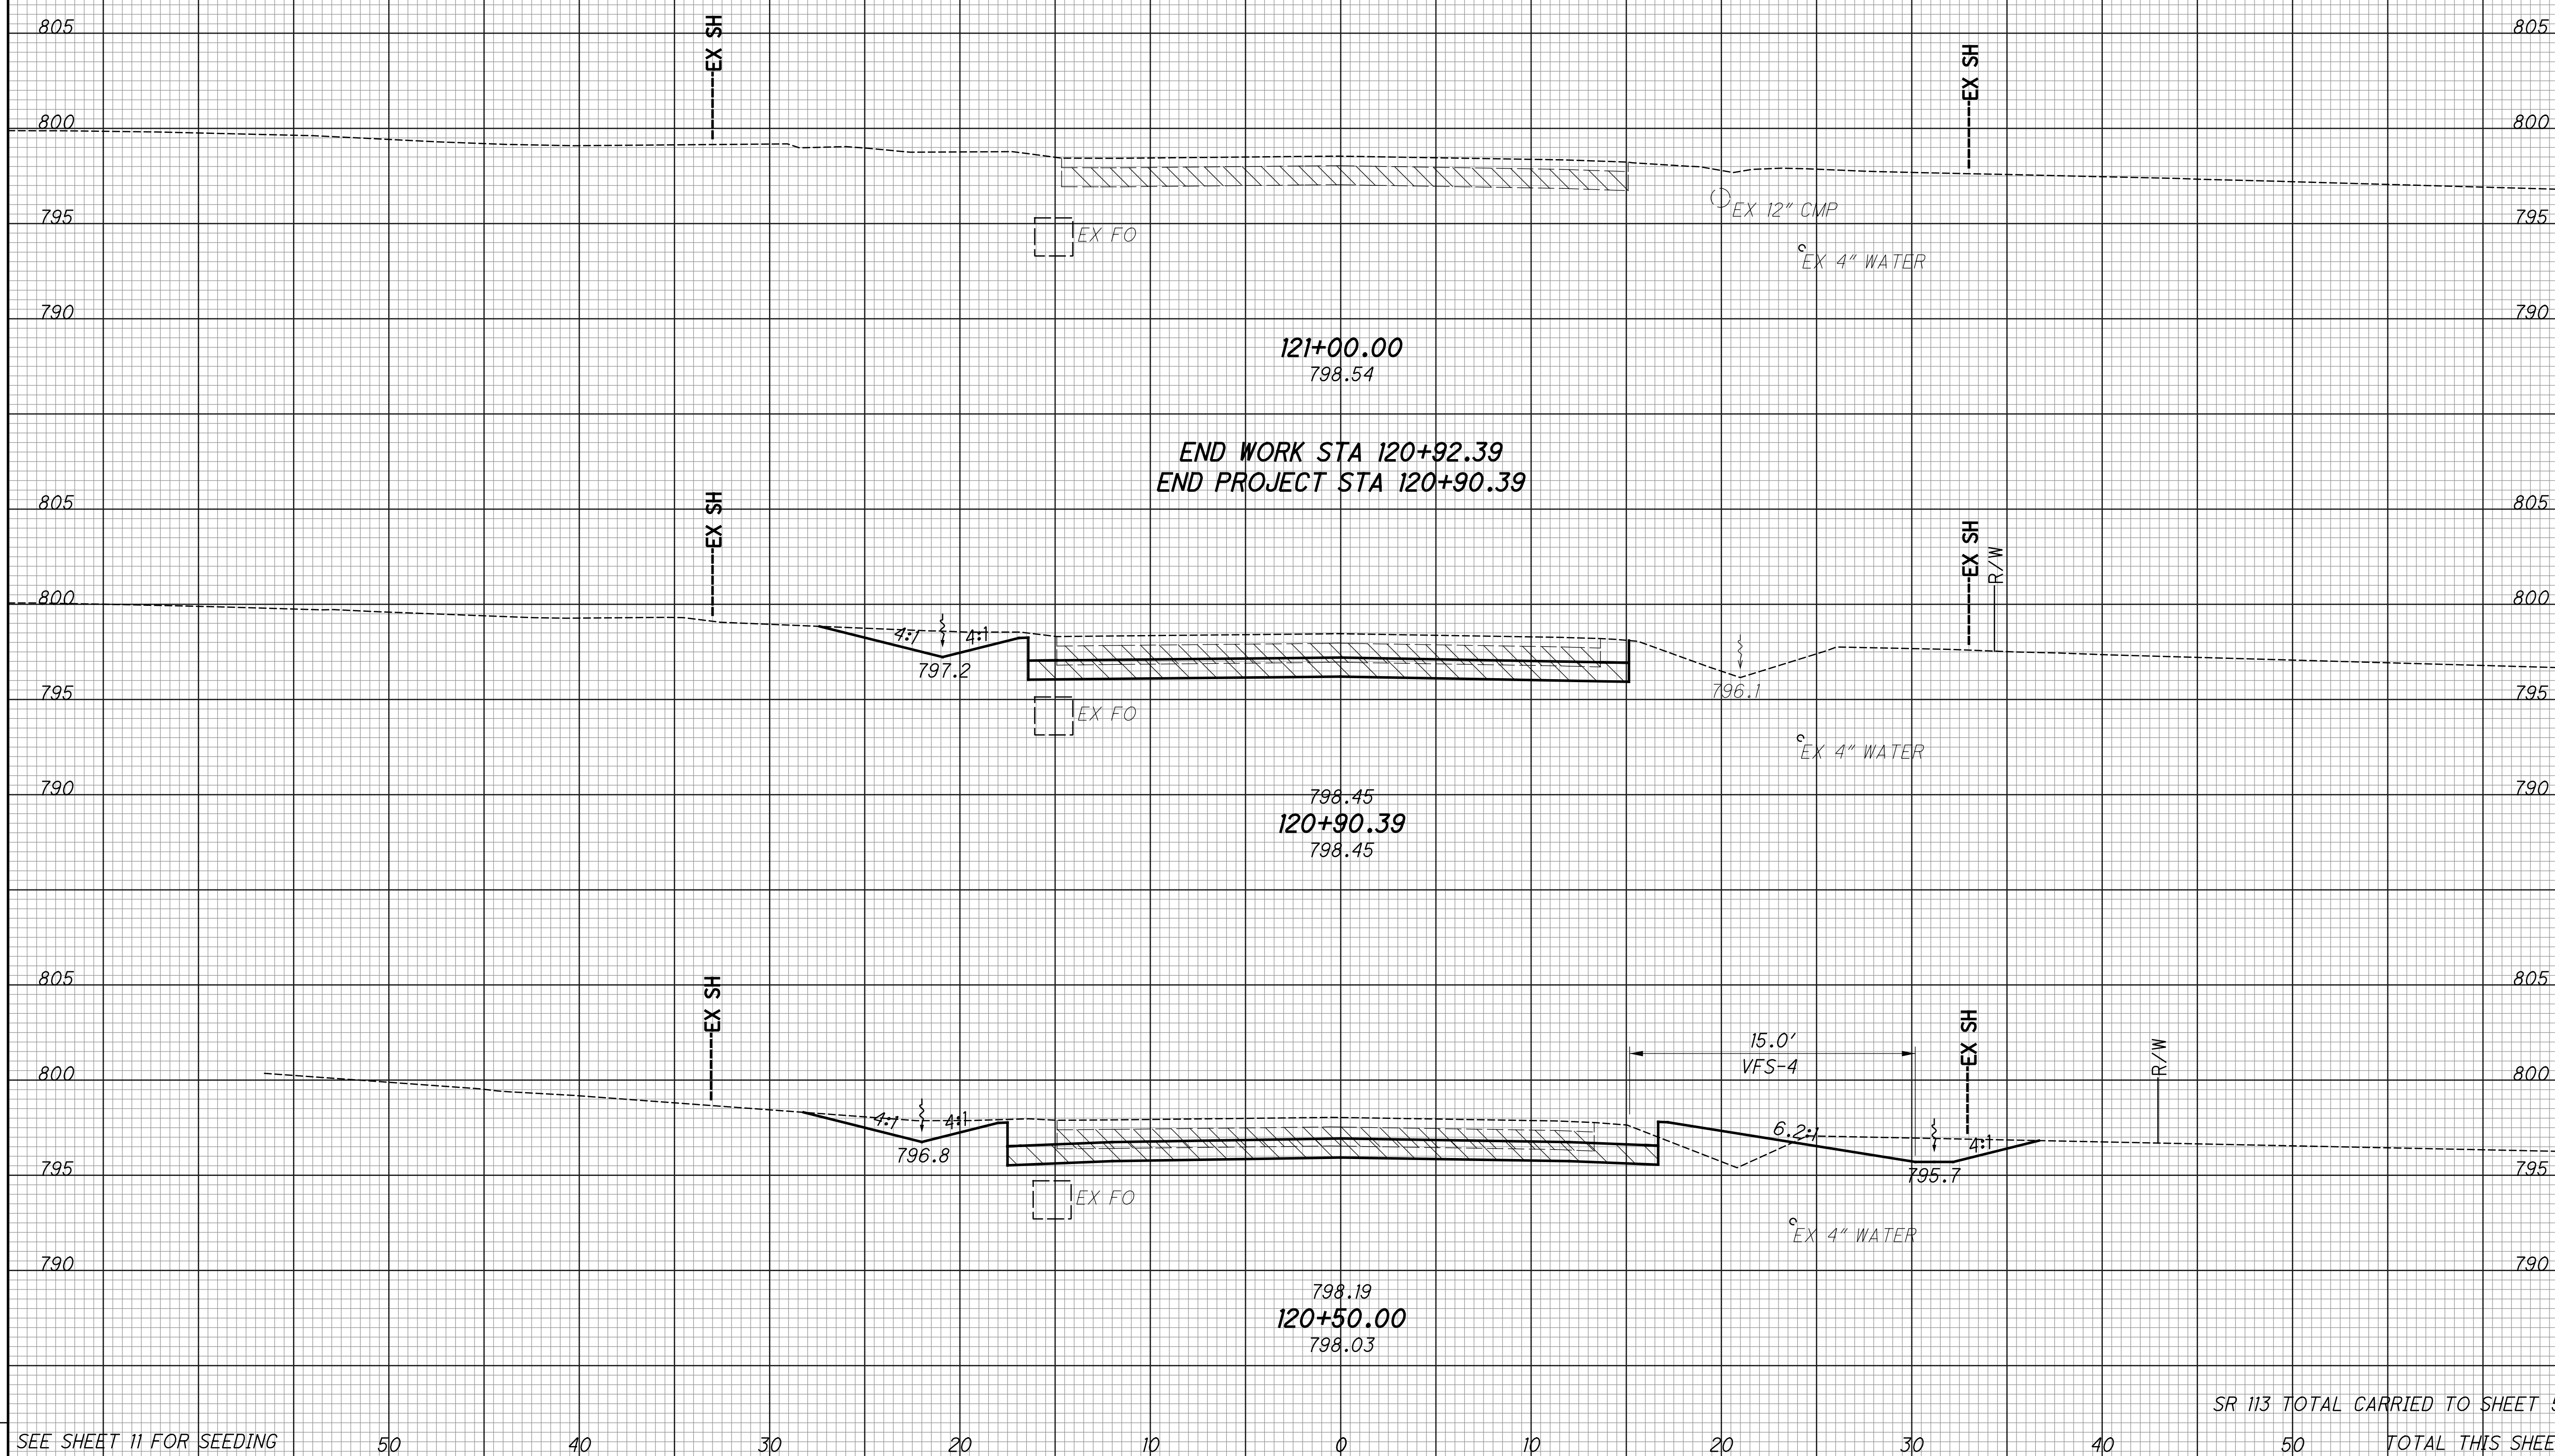 805
EX SH
EX SH
805
800
800
795
EX FO
EX 12" CMP
795
EX 4" WATER
790
790
121+00.00
798.54
END WORK STA 120+92.39
END PROJECT STA 120+90.39
805
EX SH
EX SH
R/W
805
800
4:1
4:1
800
797.2
795
EX FO
796.1
795
EX 4" WATER
790
798.45
790
120+90.39
798.45
805
EX SH
EX SH
805
15.0'
VFS-4
R/W
800
800
4:1
4:1
6.2:1
4:1
796.8
795
795.7
795
EX FO
EX 4" WATER
790
790
798.19
120+50.00
798.03
SR 113 TOTAL CARRIED TO SHEET
SEE SHEET 11 FOR SEEDING
50 40 30 20 10 0 10 20 30 40 50
TOTAL THIS SHEE